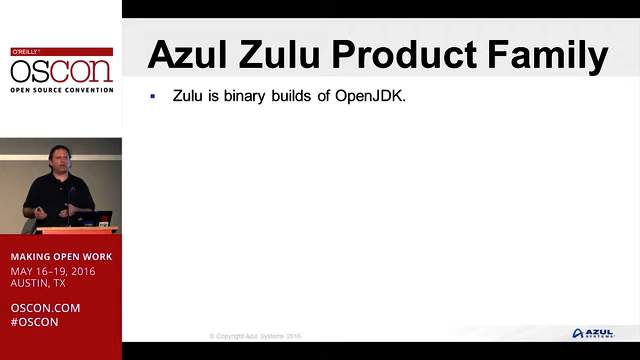 O'REILLY
OSCON
OPEN SOURCE CONVENTION
MAKING OPEN WORK
MAY 16–19, 2016
AUSTIN, TX
OSCON.COM
#OSCON
Azul Zulu Product Family
▪ Zulu is binary builds of OpenJDK.
© Copyright Azul Systems 2016
AZUL
SYSTEMS